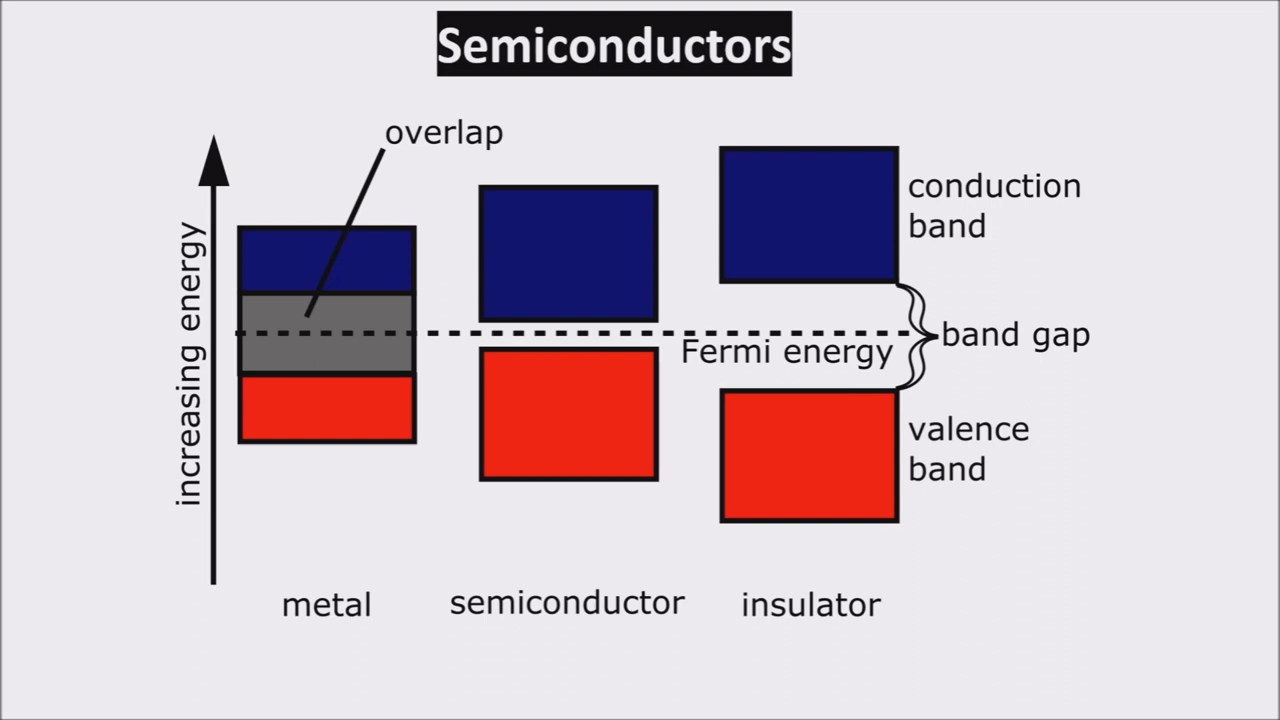 Semiconductors
overlap
increasing energy
conduction
band
band gap
Fermi energy
valence
band
metal
semiconductor
insulator